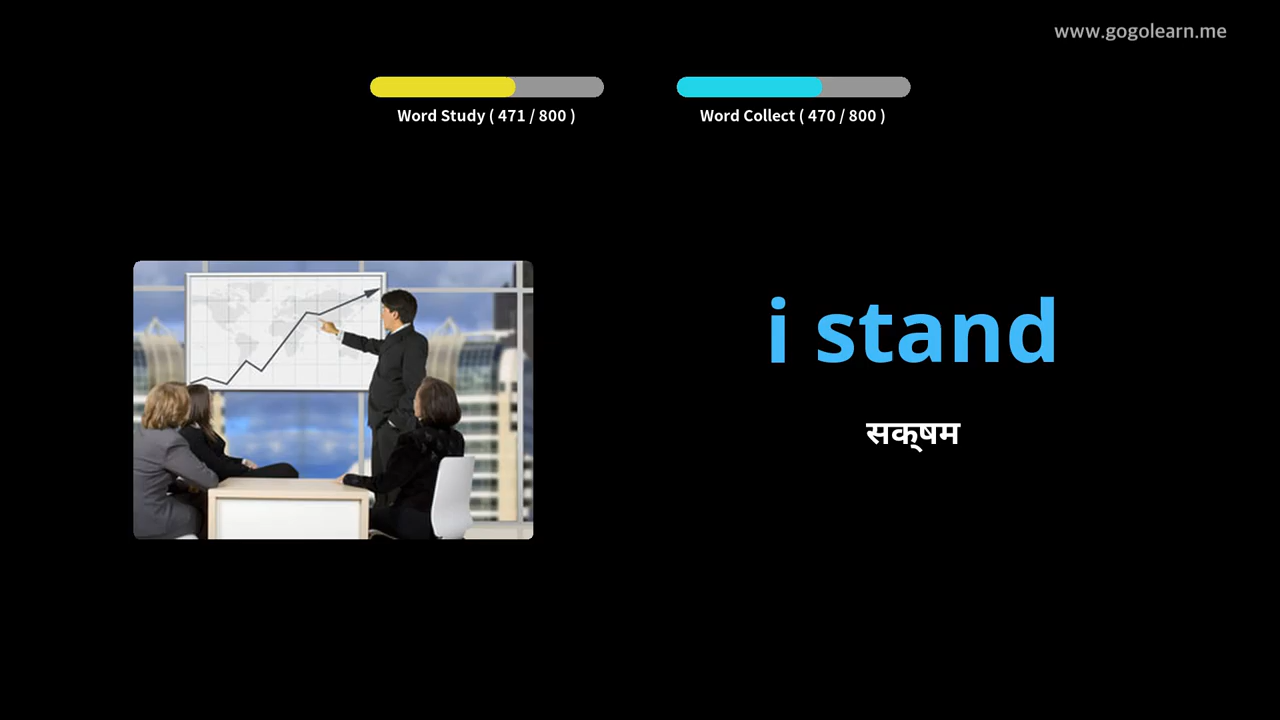 www.gogolearn.me
Word Study ( 471 / 800 )
Word Collect ( 470 / 800 )
i stand
सक्षम